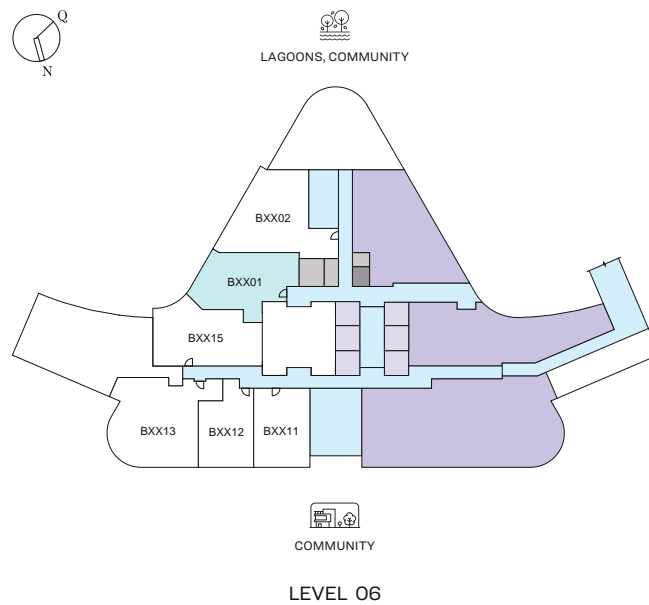 Q
N
LAGOONS, COMMUNITY
BXX02
BXX01
BXX15
BXX13
BXX12
BXX11
COMMUNITY
LEVEL 06